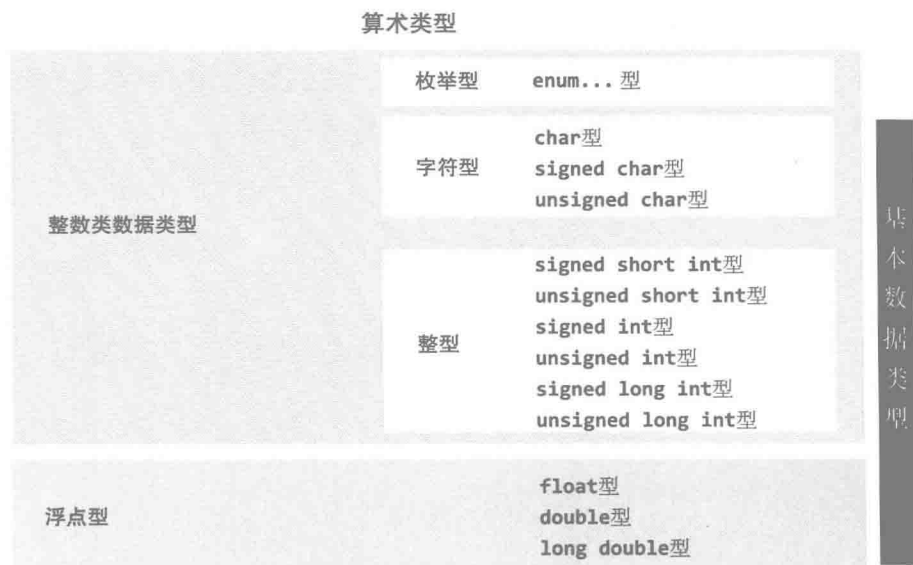 算术类型
枚举型 enum... 型
字符型
char型
signed char型
unsigned char型
整数类数据类型
整型
signed short int型
unsigned short int型
signed int型
unsigned int型
signed long int型
unsigned long int型
浮点型
float型
double型
long double型
基本数据类型